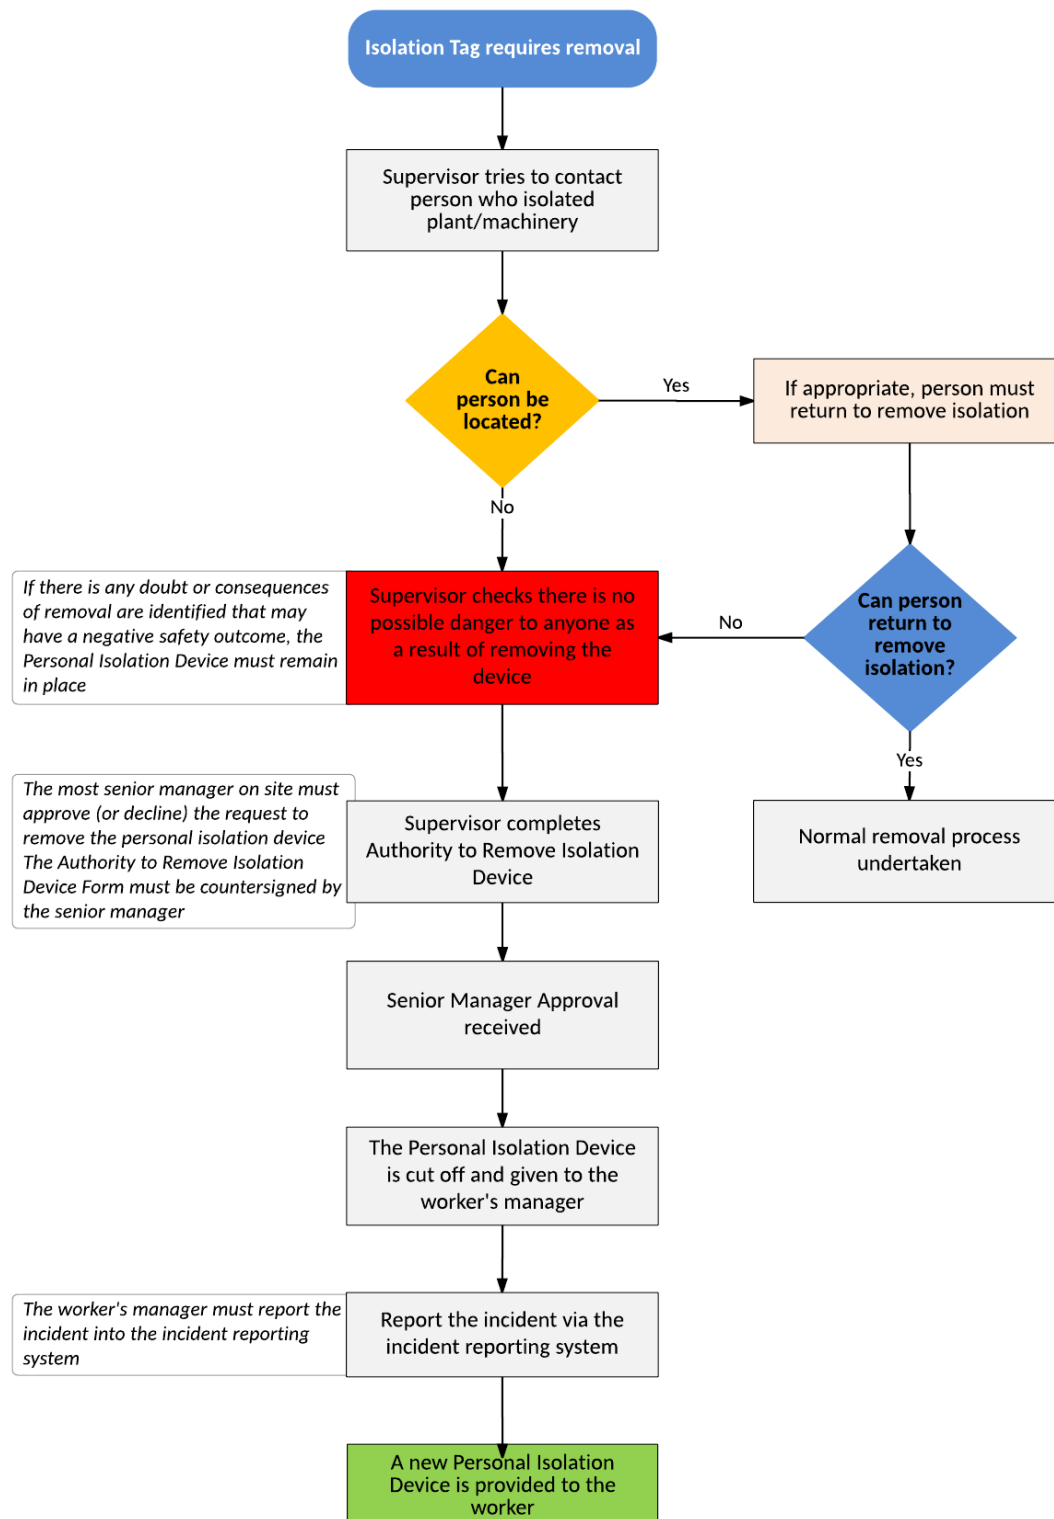 Isolation Tag requires removal
Supervisor tries to contact
person who isolated
plant/machinery
Can
person be
located?
Yes
If appropriate, person must
return to remove isolation
No
If there is any doubt or consequences
of removal are identified that may
have a negative safety outcome, the
Personal Isolation Device must remain
in place
Supervisor checks there is no
possible danger to anyone as
a result of removing the
device
No
Can person
return to
remove
isolation?
Yes
The most senior manager on site must
approve (or decline) the request to
remove the personal isolation device
The Authority to Remove Isolation
Device Form must be countersigned by
the senior manager
Supervisor completes
Authority to Remove Isolation
Device
Normal removal process
undertaken
Senior Manager Approval
received
The Personal Isolation Device
is cut off and given to the
worker's manager
The worker's manager must report the
incident into the incident reporting
system
Report the incident via the
incident reporting system
A new Personal Isolation
Device is provided to the
worker